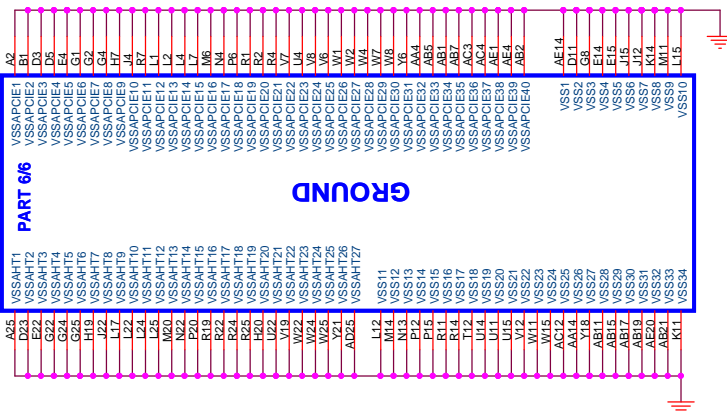 A2
B1
D3
D5
E4
G1
G2
G4
H7
J4
R7
L1
L2
L4
L7
M6
N4
P6
R1
R2
R4
V7
U4
V8
V6
W1
W2
W4
W7
W8
Y6
AA4
AB5
AB1
AB7
AC3
AC4
AE1
AE4
AB2
AE14
D11
G8
E14
E15
J15
J12
K14
M11
L15
VSSAPCIE1
VSSAPCIE2
VSSAPCIE3
VSSAPCIE4
VSSAPCIE5
VSSAPCIE6
VSSAPCIE7
VSSAPCIE8
VSSAPCIE9
VSSAPCIE10
VSSAPCIE11
VSSAPCIE12
VSSAPCIE13
VSSAPCIE14
VSSAPCIE15
VSSAPCIE16
VSSAPCIE17
VSSAPCIE18
VSSAPCIE19
VSSAPCIE20
VSSAPCIE21
VSSAPCIE22
VSSAPCIE23
VSSAPCIE24
VSSAPCIE25
VSSAPCIE26
VSSAPCIE27
VSSAPCIE28
VSSAPCIE29
VSSAPCIE30
VSSAPCIE31
VSSAPCIE32
VSSAPCIE33
VSSAPCIE34
VSSAPCIE35
VSSAPCIE36
VSSAPCIE37
VSSAPCIE38
VSSAPCIE39
VSSAPCIE40
VSS1
VSS2
VSS3
VSS4
VSS5
VSS6
VSS7
VSS8
VSS9
VSS10
PART 6/6
GROUND
VSSAHT1
VSSAHT2
VSSAHT3
VSSAHT4
VSSAHT5
VSSAHT6
VSSAHT7
VSSAHT8
VSSAHT9
VSSAHT10
VSSAHT11
VSSAHT12
VSSAHT13
VSSAHT14
VSSAHT15
VSSAHT16
VSSAHT17
VSSAHT18
VSSAHT19
VSSAHT20
VSSAHT21
VSSAHT22
VSSAHT23
VSSAHT24
VSSAHT25
VSSAHT26
VSSAHT27
VSS11
VSS12
VSS13
VSS14
VSS15
VSS16
VSS17
VSS18
VSS19
VSS20
VSS21
VSS22
VSS23
VSS24
VSS25
VSS26
VSS27
VSS28
VSS29
VSS30
VSS31
VSS32
VSS33
VSS34
A25
D23
E22
G22
G24
G25
H19
J22
L17
L22
L24
L25
M20
N22
P20
R19
R22
R24
R25
H20
U22
V19
W22
W24
W25
Y21
AD25
L12
M14
N13
P12
P15
R11
R14
T12
U14
U11
U15
V12
W11
W15
AC12
AA14
Y18
AB11
AB15
AB17
AB19
AE20
AB21
K11